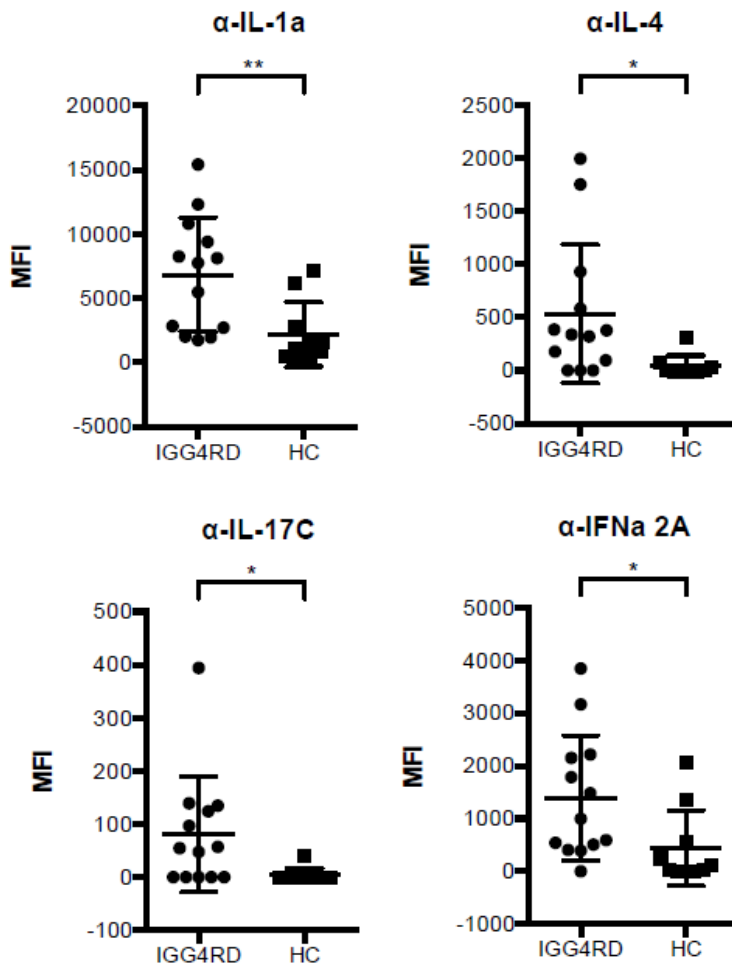 α-IL-1a
**
20000
15000
10000
5000
0
-5000
MFI
IGG4RD HC
α-IL-4
*
2500
2000
1500
1000
500
0
-500
MFI
IGG4RD HC
α-IL-17C
*
500
400
300
200
100
0
-100
MFI
IGG4RD HC
α-IFNa 2A
*
5000
4000
3000
2000
1000
0
-1000
MFI
IGG4RD HC